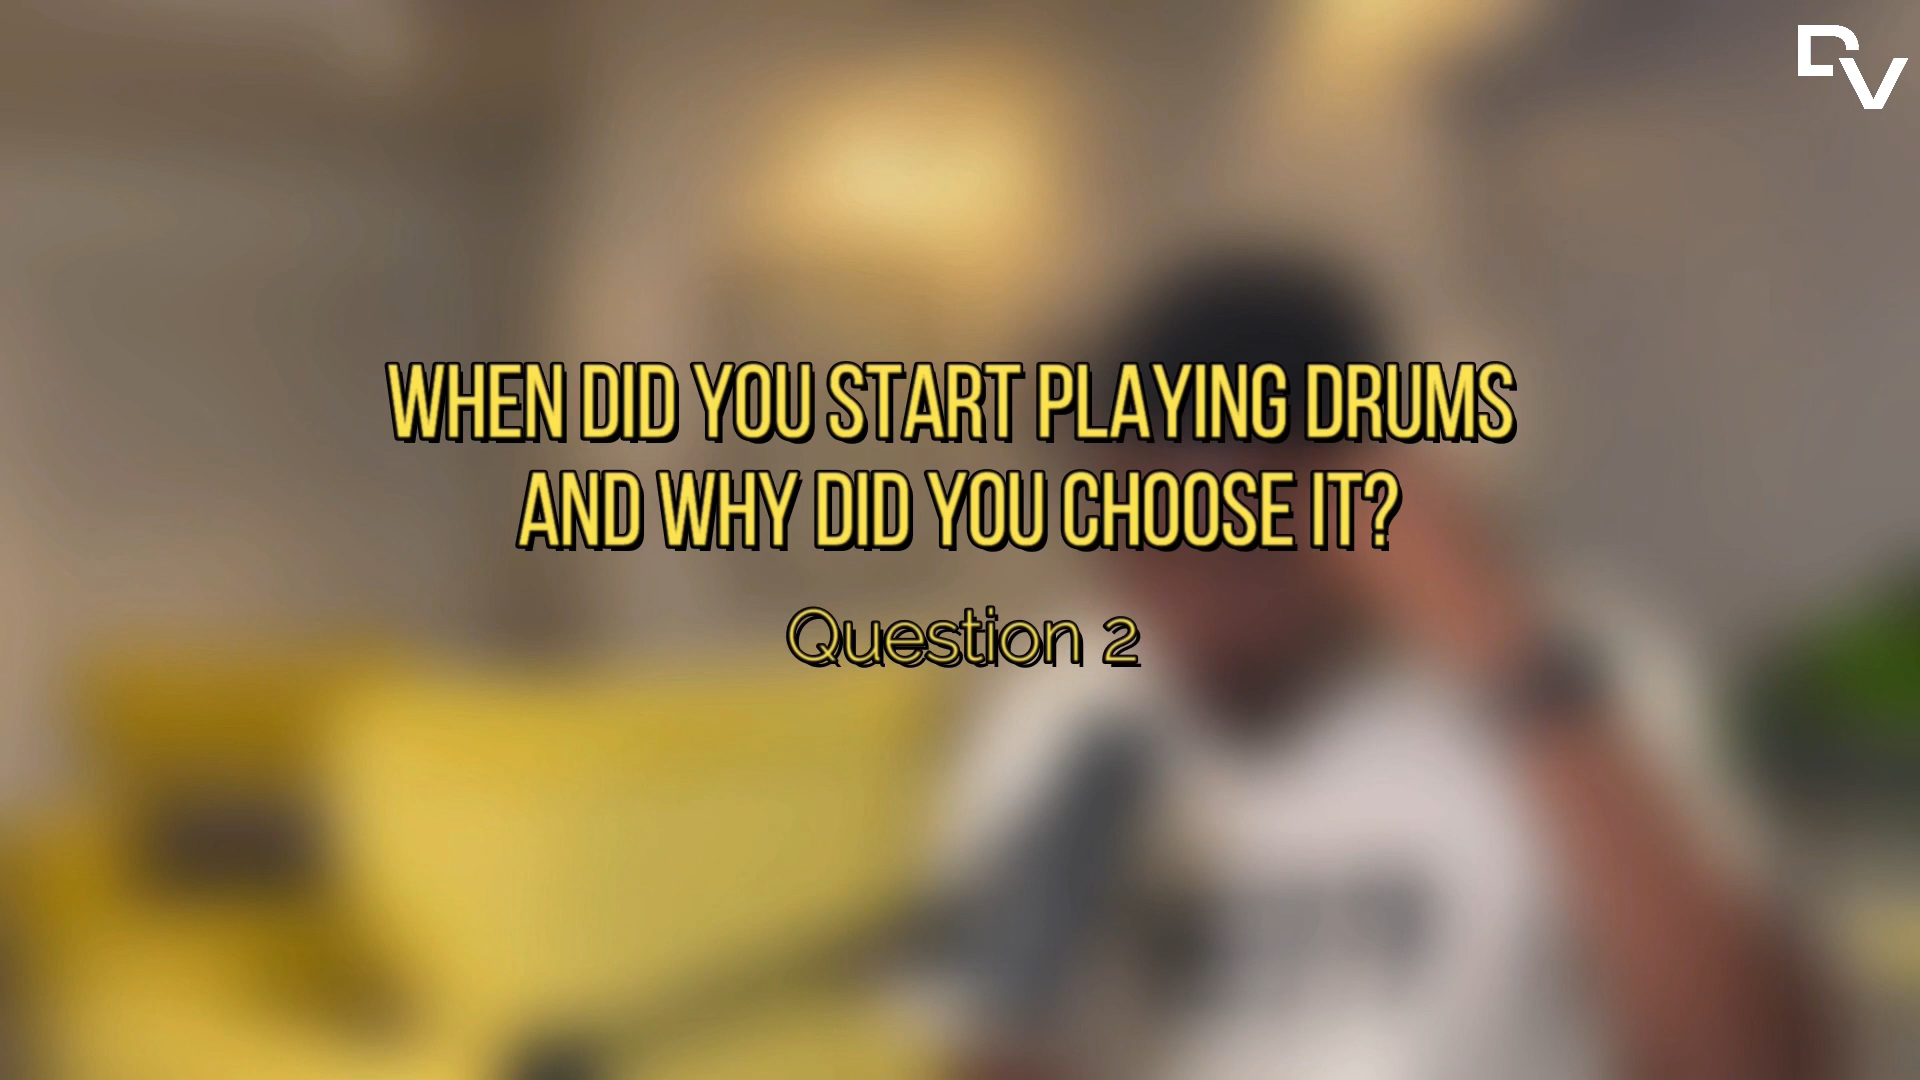 DV
WHEN DID YOU START PLAYING DRUMS
AND WHY DID YOU CHOOSE IT?
Question 2